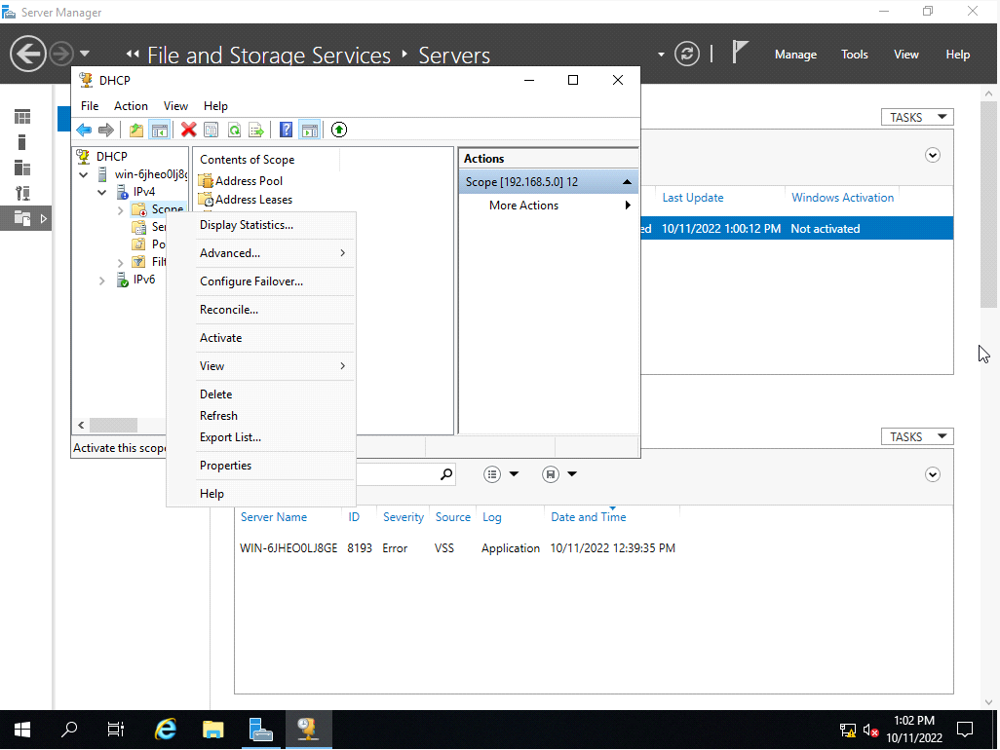 Server Manager
File and Storage Services
Servers
Manage
Tools
View
Help
DHCP
File
Action
View
Help
DHCP
win-6jheo0lj8g
IPv4
Scope
Ser
Po
Filt
IPv6
Contents of Scope
Address Pool
Address Leases
Actions
Scope [192.168.5.0] 12
More Actions
Display Statistics...
Advanced...
Configure Failover...
Reconcile...
Activate
View
Delete
Refresh
Export List...
Properties
Help
Activate this scope
TASKS
Last Update
Windows Activation
ed
10/11/2022 1:00:12 PM
Not activated
TASKS
Server Name
ID
Severity
Source
Log
Date and Time
WIN-6JHEO0LJ8GE
8193
Error
VSS
Application
10/11/2022 12:39:35 PM
1:02 PM
10/11/2022